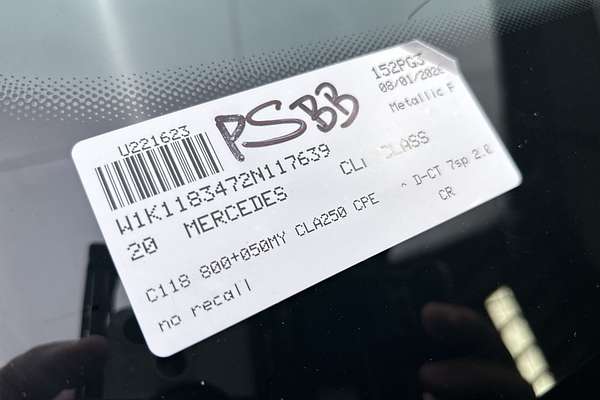 U221623
PSBB
152PG3
08/01/2020
Metallic F
W1K1183472N117639
20 MERCEDES CLA CLASS
C118 800+050MY CLA250 CPE ^ D-CT 7sp 2.0
CR
no recall